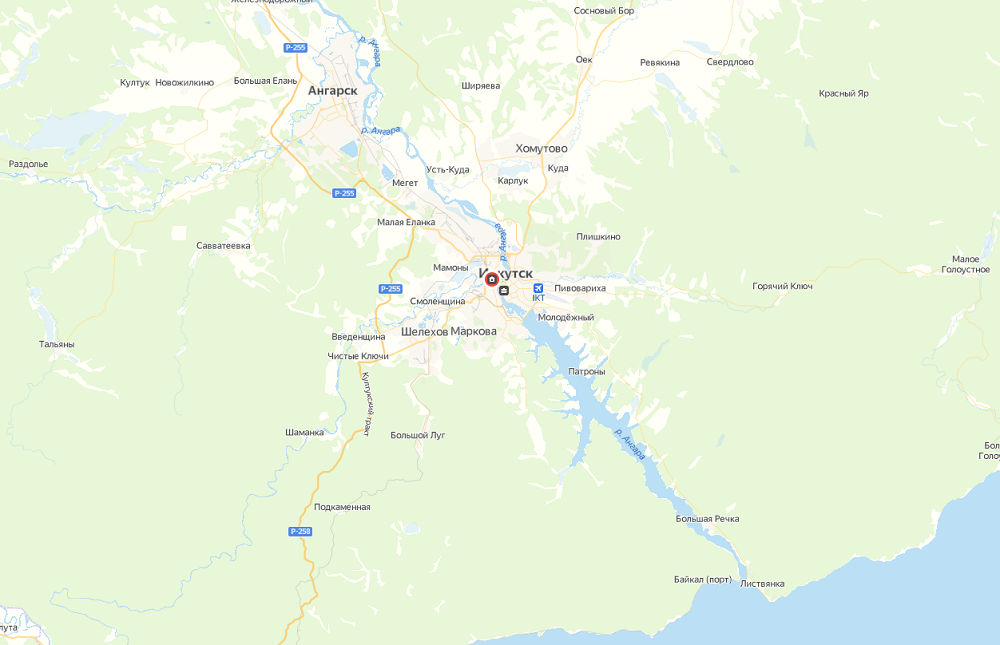 Железнодорожный
Сосновый Бор
р. Ангара
Р-255
Оек
Ревякина
Свердлово
Култук
Новожилкино
Большая Елань
Ангарск
Ширяева
Красный Яр
р. Ангара
Хомутово
Раздолье
Усть-Куда
Куда
Карлук
Мегет
Р-255
Малая Еланка
р. Ангара
Плишкино
Савватеевка
Мамоны
Малое
Голоустное
Пивовариха
Горячий Ключ
Р-255
IKT
Смоленщина
Молодёжный
Шелехов
Маркова
Введенщина
Тальяны
Чистые Ключи
Патроны
Култукский тракт
Шаманка
Большой Луг
р. Ангара
Подкаменная
Большая Речка
Р-258
Байкал (порт)
Листвянка